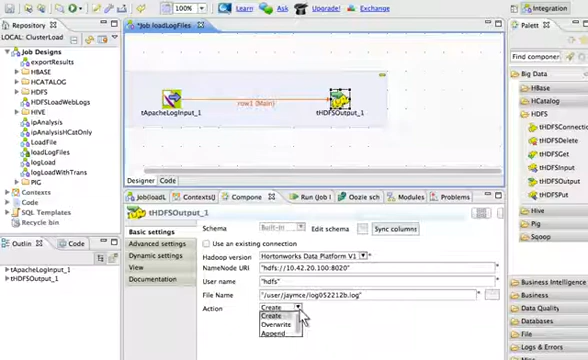 100%
Learn
Ask
Upgrade!
Exchange
Integration
Repository
LOCAL: ClusterLoad
Job Designs
exportResults
HBASE
HCATALOG
HDFS
HDFSLoadWebLogs
HIVE
ipAnalysis
ipAnalysisHCatOnly
LoadFile
loadLogFiles
logLoad
LoadWithTrans
PIG
Contexts
Code
SQL Templates
Recycle bin
Outlin
Code
tApacheLogInput_1
tHDFSOutput_1
*Job loadLogFiles
tApacheLogInput_1
row1 (Main)
tHDFSOutput_1
Designer
Code
Jobloadl
Contexts(J
Compone
Run (Job l
Oozie sch
Modules
Problems
tHDFSOutput_1
Basic settings
Advanced settings
Dynamic settings
View
Documentation
Schema
Built-In
Edit schema
Sync columns
Use an existing connection
Hadoop version
Hortonworks Data Platform V1
*
NameNode URI
"hdfs://10.42.20.100:8020"
*
User name
"hdfs"
*
File Name
"/user/jaymce/log052212b.log"
*
Action
Create
Create
Overwrite
Append
Palett
Find componer
Big Data
HBase
HCatalog
HDFS
tHDFSConnectio
tHDFSGet
tHDFSInput
tHDFSOutput
tHDFSPut
Hive
Pig
Sqoop
Business Intelligence
Business
Data Quality
Databases
File
Logs & Errors